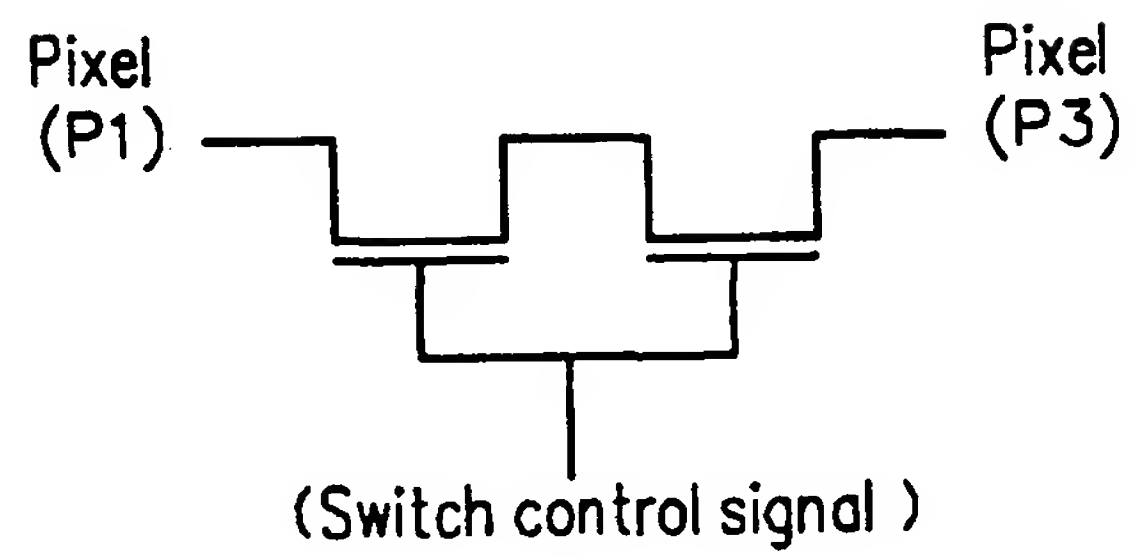 Pixel
(P1)
Pixel
(P3)
(Switch control signal )